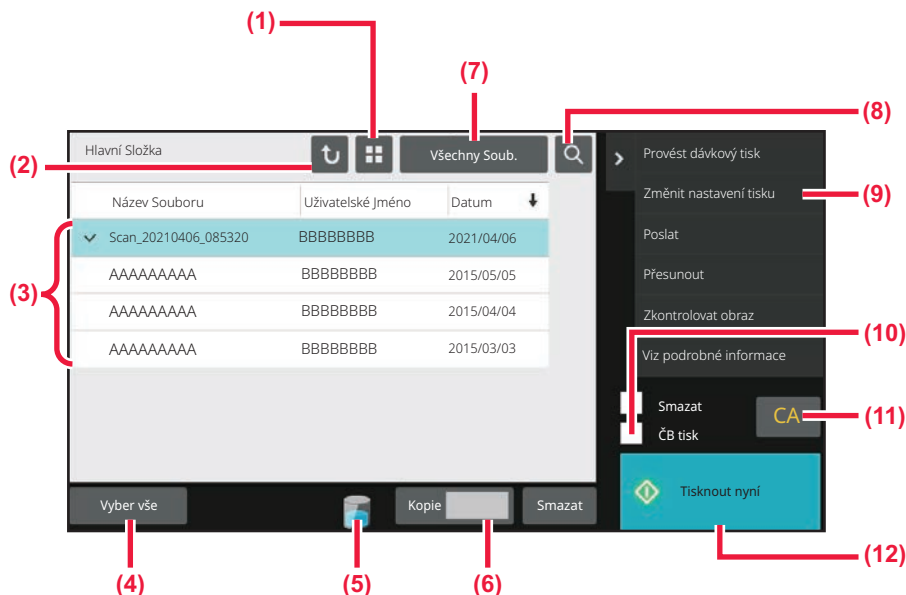 (1)
(7)
(8)
Hlavní Složka
Všechny Soub.
Provést dávkový tisk
(2)
Změnit nastavení tisku
(9)
Název Souboru Uživatelské Jméno Datum
Poslat
Scan_20210406_085320 BBBBBBBB 2021/04/06
Přesunout
AAAAAAAAA BBBBBBBB 2015/05/05
(3)
AAAAAAAAA BBBBBBBB 2015/04/04
Zkontrolovat obraz
(10)
AAAAAAAAA BBBBBBBB 2015/03/03
Viz podrobné informace
Smazat
CA
(11)
ČB tisk
Tisknout nyní
Vyber vše
Kopie
Smazat
(12)
(4)
(5)
(6)